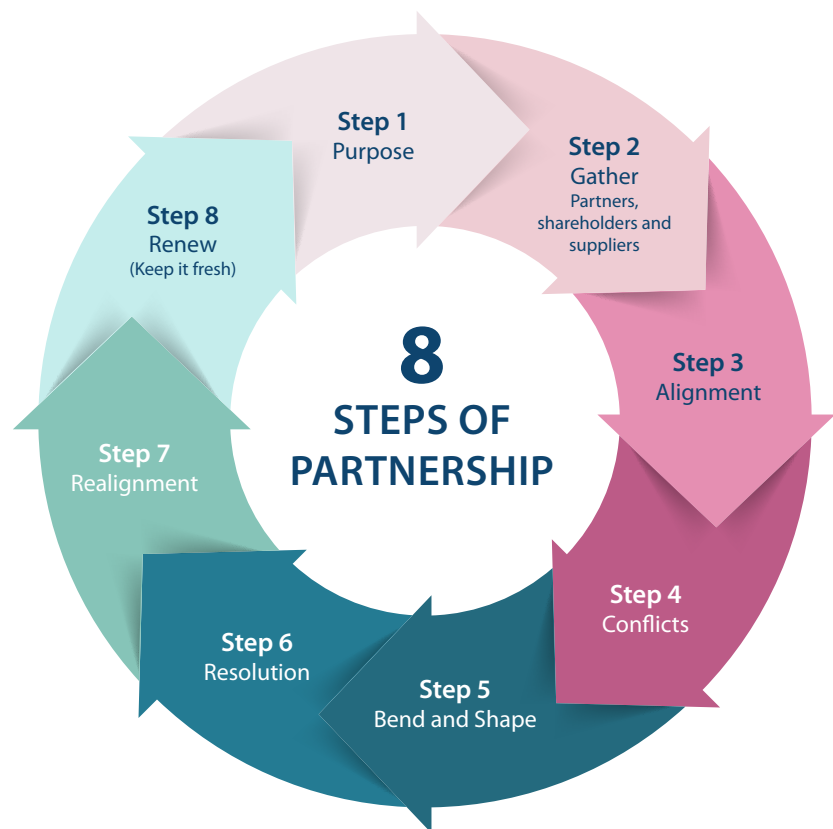 Step 1
Purpose
Step 2
Gather
Partners,
shareholders and
suppliers
Step 3
Alignment
Step 4
Conflicts
Step 5
Bend and Shape
Step 6
Resolution
Step 7
Realignment
Step 8
Renew
(Keep it fresh)
8
STEPS OF
PARTNERSHIP